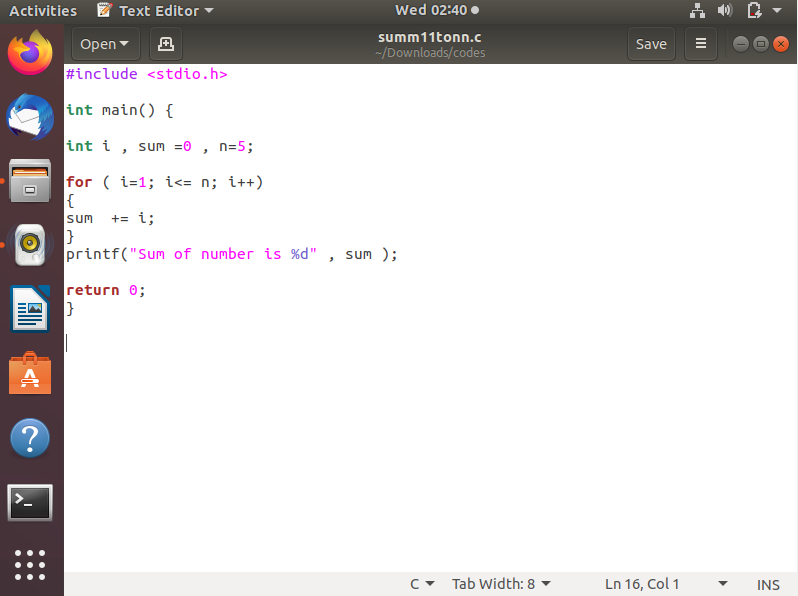 Activities Text Editor Wed 02:40
Open summ11tonn.c Save
~/Downloads/codes
#include <stdio.h>
int main() {
int i , sum =0 , n=5;
for ( i=1; i<= n; i++)
{
sum  += i;
}
printf("Sum of number is %d" , sum );
return 0;
}
C Tab Width: 8 Ln 16, Col 1 INS